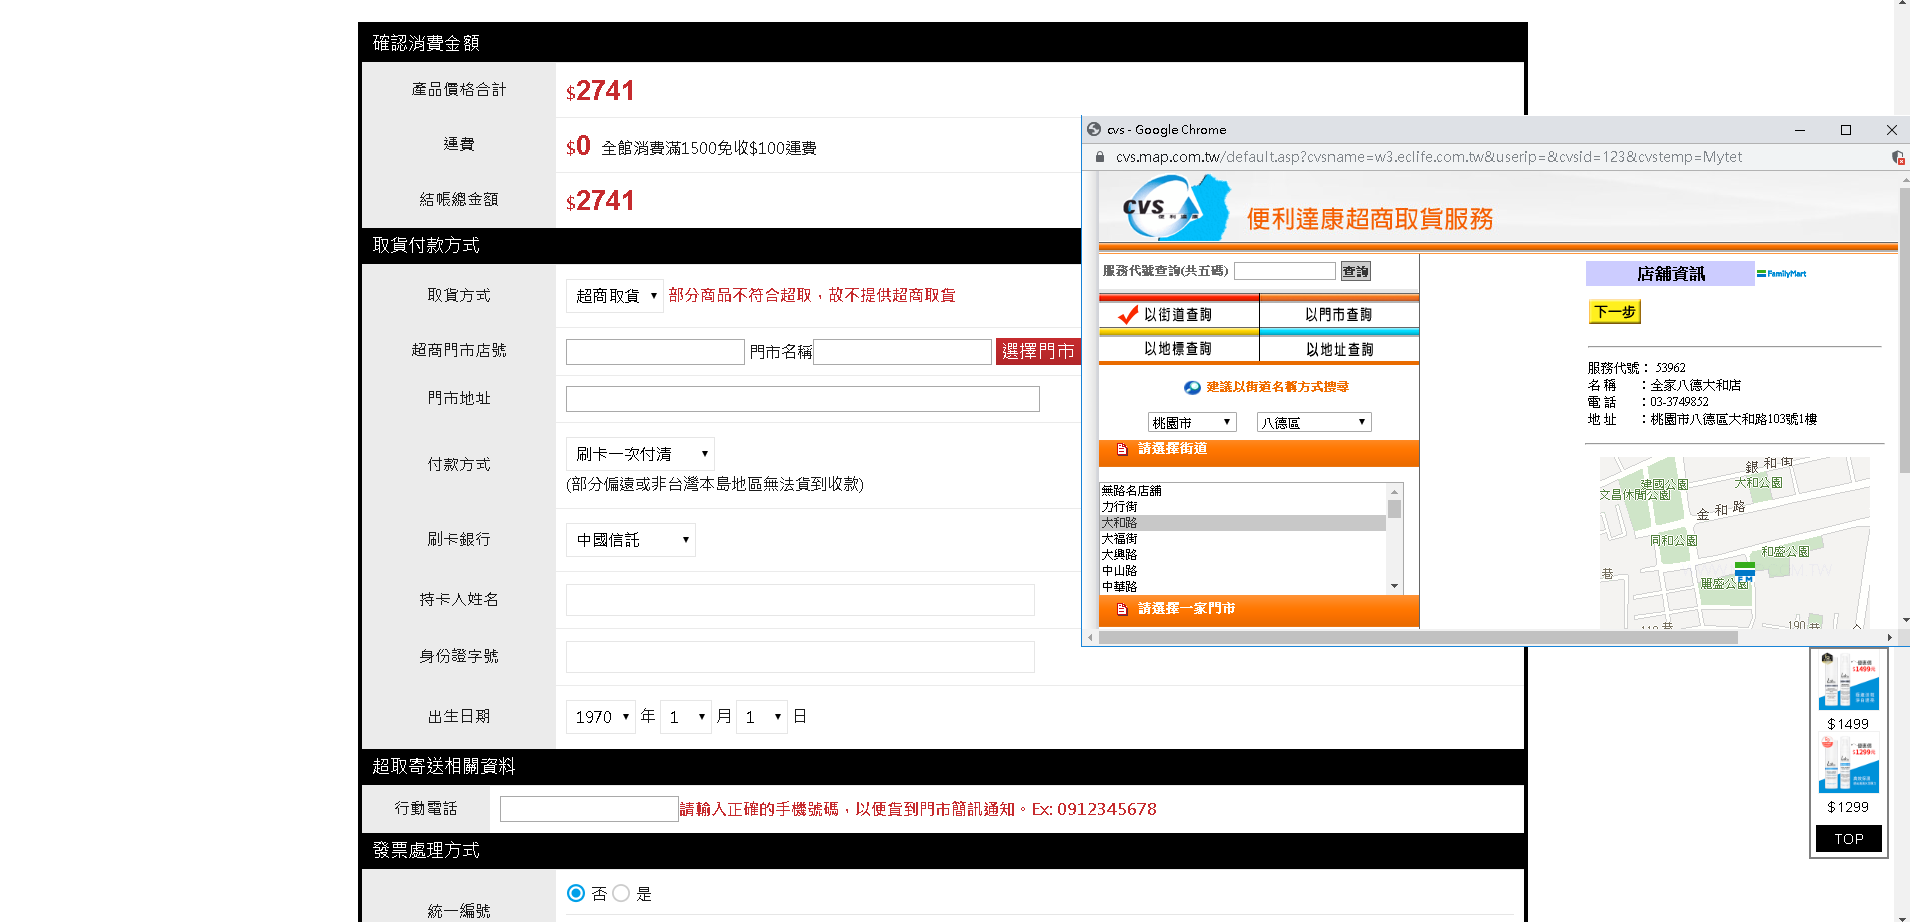 確認消費金額
產品價格合計
$2741
運費
$0 全館消費滿1500免收$100運費
結帳總金額
$2741
取貨付款方式
取貨方式
超商取貨
部分商品不符合超取，故不提供超商取貨
超商門市店號
門市名稱
選擇門市
門市地址
付款方式
刷卡一次付清
(部分偏遠或非台灣本島地區無法貨到收款)
刷卡銀行
中國信託
持卡人姓名
身份證字號
出生日期
1970 年 1 月 1 日
超取寄送相關資料
行動電話
請輸入正確的手機號碼，以便貨到門市簡訊通知。Ex: 0912345678
發票處理方式
統一編號
否 是
cvs - Google Chrome
cvs.map.com.tw/default.asp?cvsname=w3.eclife.com.tw&userip=&cvsid=123&cvstemp=Mytet
CVS 便利達康
便利達康超商取貨服務
服務代號查詢(共五碼)
查詢
以街道查詢
以門市查詢
以地標查詢
以地址查詢
建議以街道名稱方式搜尋
桃園市
八德區
請選擇街道
無路名店舖
力行街
大和路
大福街
大興路
中山路
中華路
請選擇一家門市
店舖資訊
FamilyMart
下一步
服務代號： 53962
名 稱 ：全家八德大和店
電 話 ：03-3749852
地 址 ：桃園市八德區大和路103號1樓
銀和街
建國公園
大和公園
文昌休閒公園
金和路
同和公園
和盛公園
巷
麗盛公園
FM
190巷
$1499
$1299
TOP